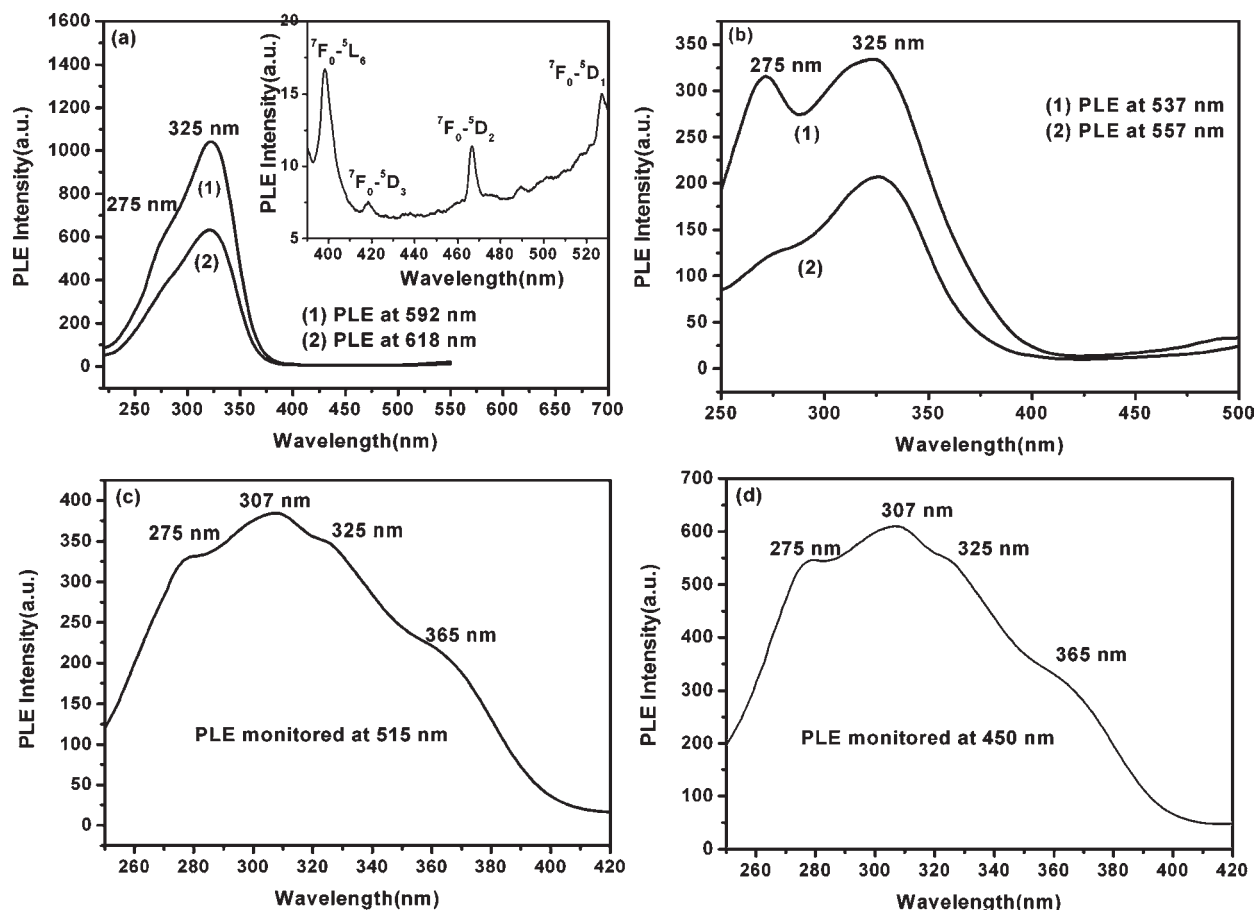 (a)
PLE Intensity(a.u.)
1600
1400
1200
1000
800
600
400
200
0
325 nm
275 nm
(1)
(2)
(1) PLE at 592 nm
(2) PLE at 618 nm
250 300 350 400 450 500 550 600 650 700
Wavelength(nm)
PLE Intensity(a.u.)
20
15
10
5
⁷F₀-⁵L₆
⁷F₀-⁵D₃
⁷F₀-⁵D₂
⁷F₀-⁵D₁
400 420 440 460 480 500 520
Wavelength(nm)
(b)
PLE Intensity(a.u.)
350
300
250
200
150
100
50
0
275 nm
325 nm
(1)
(2)
(1) PLE at 537 nm
(2) PLE at 557 nm
250 300 350 400 450 500
Wavelength(nm)
(c)
PLE Intensity(a.u.)
400
375
350
325
300
275
250
225
200
175
150
125
100
75
50
25
0
275 nm
307 nm
325 nm
365 nm
PLE monitored at 515 nm
260 280 300 320 340 360 380 400 420
Wavelength(nm)
(d)
PLE Intensity(a.u.)
700
600
500
400
300
200
100
0
275 nm
307 nm
325 nm
365 nm
PLE monitored at 450 nm
260 280 300 320 340 360 380 400 420
Wavelength(nm)